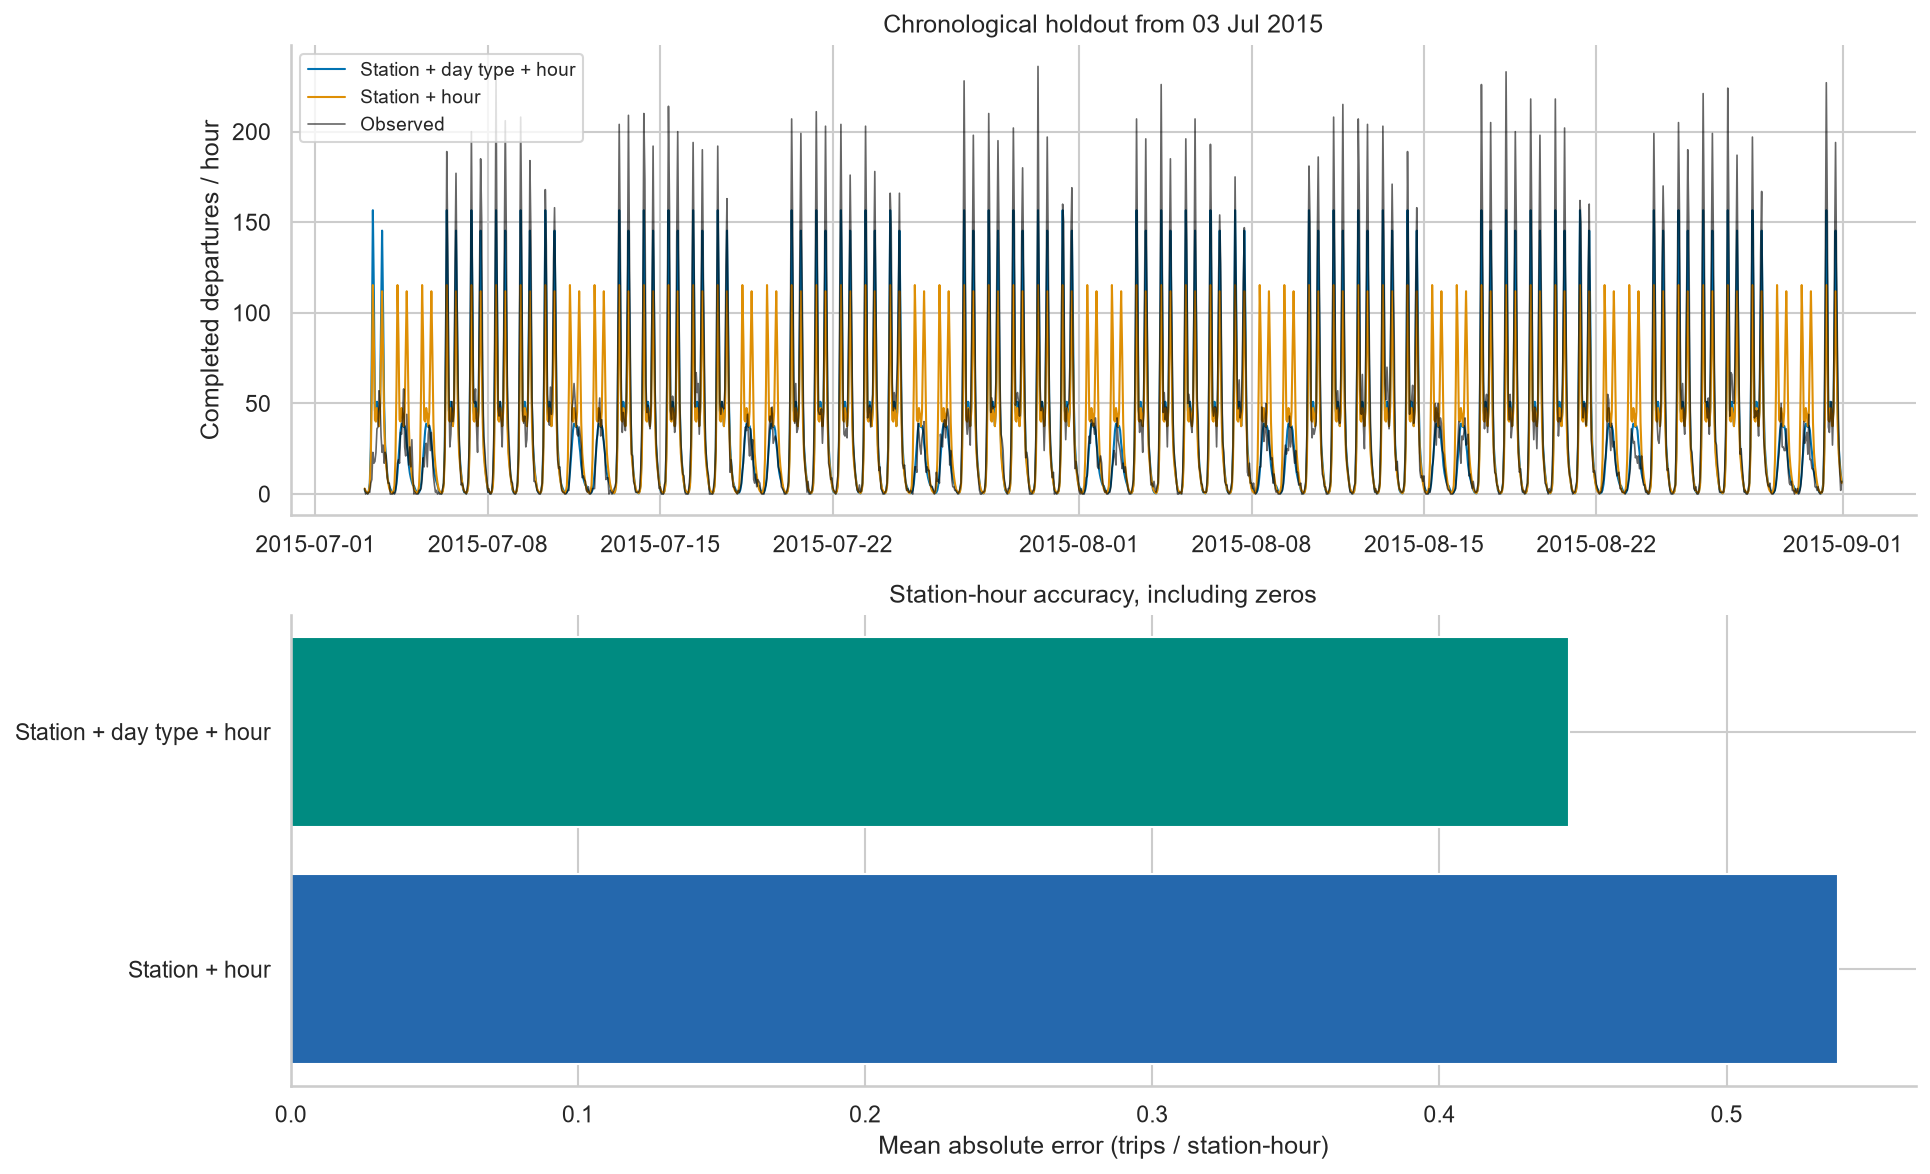 Chronological holdout from 03 Jul 2015
Station + day type + hour
Station + hour
Observed
Completed departures / hour
200
150
100
50
0
2015-07-01
2015-07-08
2015-07-15
2015-07-22
2015-08-01
2015-08-08
2015-08-15
2015-08-22
2015-09-01
Station-hour accuracy, including zeros
Station + day type + hour
Station + hour
0.0
0.1
0.2
0.3
0.4
0.5
Mean absolute error (trips / station-hour)